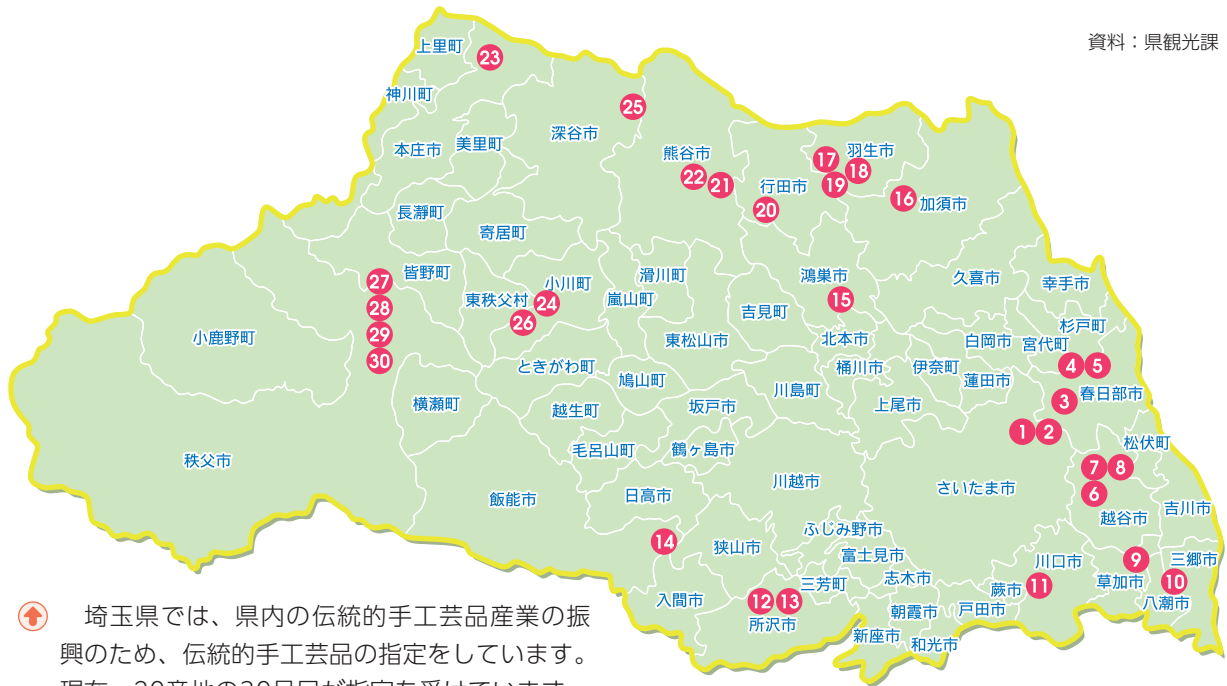 資料：県観光課
上里町
23
神川町
25
深谷市
本庄市
美里町
熊谷市
22
21
17
羽生市
18
19
行田市
20
16
加須市
長瀞町
寄居町
27
皆野町
28
29
30
小川町
東秩父村
24
26
滑川町
嵐山町
鴻巣市
15
吉見町
久喜市
幸手市
杉戸町
宮代町
白岡市
小鹿野町
東松山市
北本市
ときがわ町
鳩山町
桶川市
伊奈町
蓮田市
4
5
春日部市
3
横瀬町
越生町
坂戸市
川島町
上尾市
1
2
毛呂山町
鶴ヶ島市
松伏町
秩父市
飯能市
日高市
川越市
さいたま市
7
8
6
越谷市
吉川市
14
狭山市
ふじみ野市
富士見市
三芳町
志木市
入間市
12
13
所沢市
朝霞市
新座市
和光市
川口市
蕨市
11
戸田市
9
草加市
三郷市
10
八潮市
埼玉県では、県内の伝統的手工芸品産業の振
興のため、伝統的手工芸品の指定をしています。